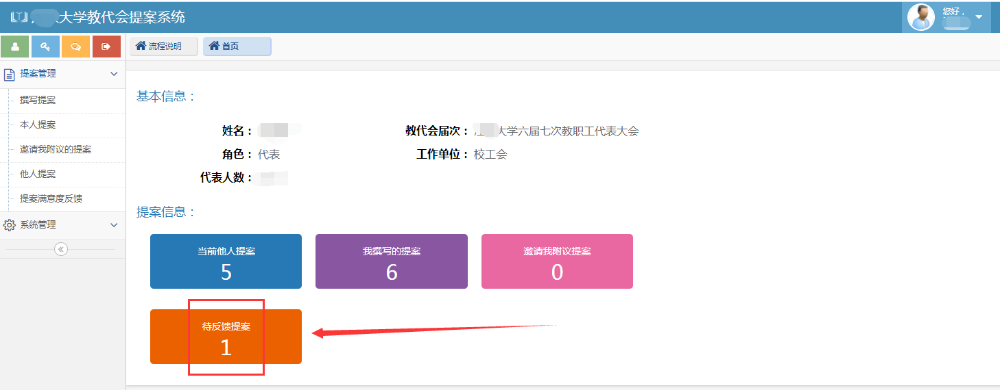 大学教代会提案系统
您好，
流程说明
首页
提案管理
撰写提案
本人提案
邀请我附议的提案
他人提案
提案满意度反馈
系统管理
基本信息：
姓名：
教代会届次： 大学六届七次教职工代表大会
角色： 代表
工作单位： 校工会
代表人数：
提案信息：
当前他人提案
5
我撰写的提案
6
邀请我附议提案
0
待反馈提案
1